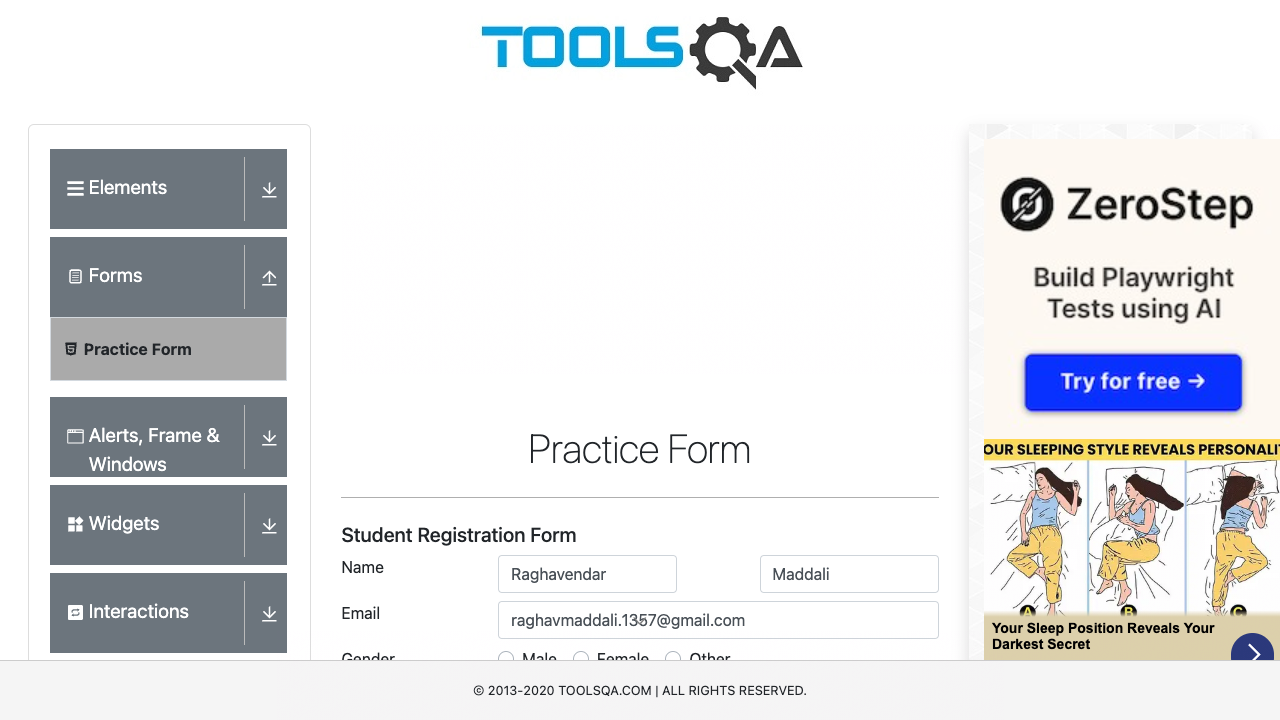 TOOLSQA
Elements
Forms
Practice Form
Alerts, Frame &
Windows
Widgets
Interactions
Practice Form
Student Registration Form
Name
Raghavendar
Maddali
Email
raghavmaddali.1357@gmail.com
Gender
Male
Female
Other
ZeroStep
Build Playwright
Tests using AI
Try for free →
OUR SLEEPING STYLE REVEALS PERSONALI
A
B
C
Your Sleep Position Reveals Your
Darkest Secret
© 2013-2020 TOOLSQA.COM | ALL RIGHTS RESERVED.